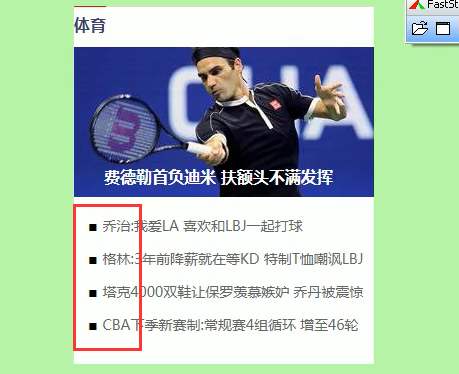 FastSt
体育
费德勒首负迪米 扶额头不满发挥
■ 乔治:我爱LA 喜欢和LBJ一起打球
■ 格林:3年前降薪就在等KD 特制T恤嘲讽LBJ
■ 塔克4000双鞋让保罗羡慕嫉妒 乔丹被震惊
■ CBA下季新赛制:常规赛4组循环 增至46轮